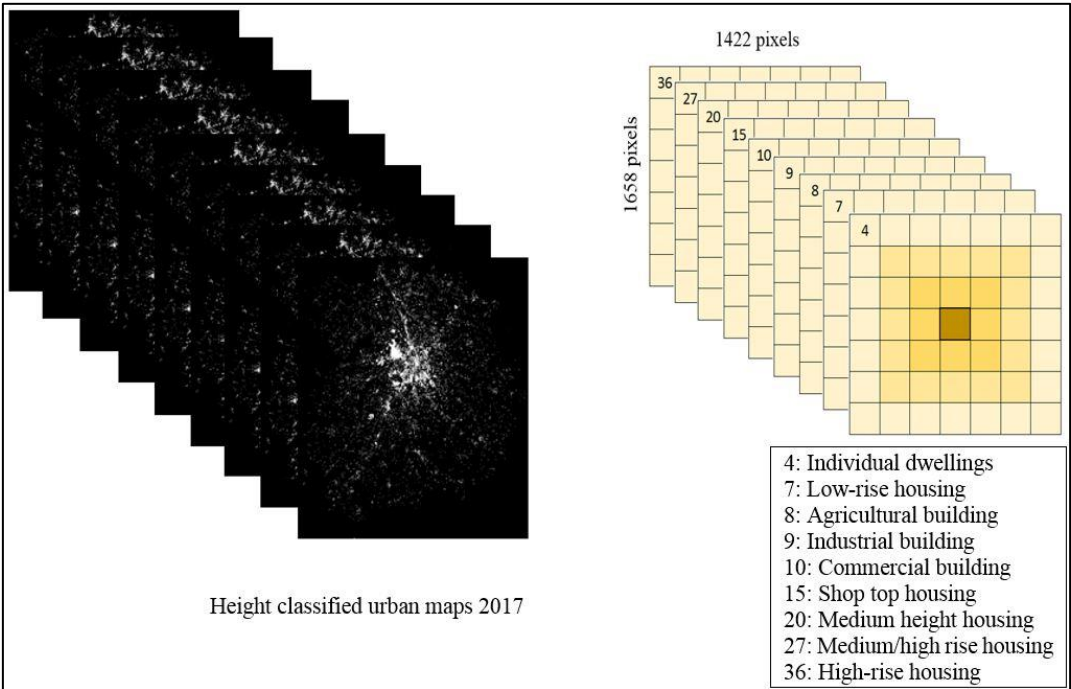 1422 pixels
1658 pixels
36
27
20
15
10
9
8
7
4
Height classified urban maps 2017
4: Individual dwellings
7: Low-rise housing
8: Agricultural building
9: Industrial building
10: Commercial building
15: Shop top housing
20: Medium height housing
27: Medium/high rise housing
36: High-rise housing